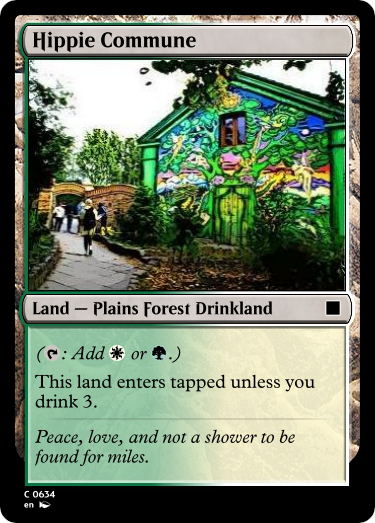 Hippie Commune
Land — Plains Forest Drinkland
(: Add or .)
This land enters tapped unless you
drink 3.
Peace, love, and not a shower to be
found for miles.
C 0634
en